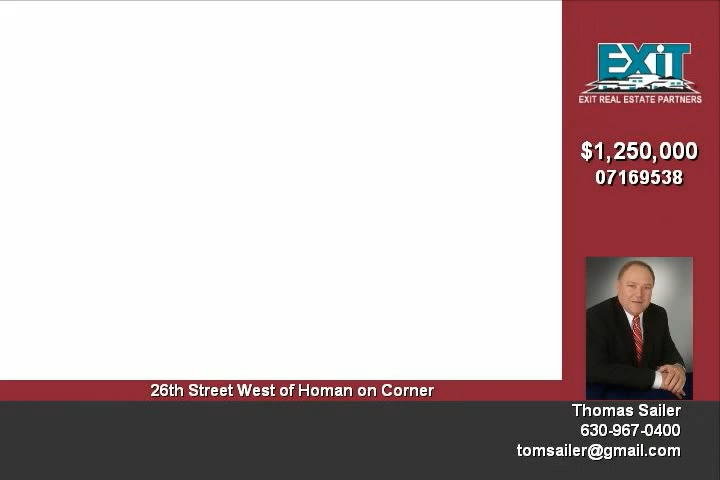 EXIT
EXIT REAL ESTATE PARTNERS
$1,250,000
07169538
26th Street West of Homan on Corner
Thomas Sailer
630-967-0400
tomsailer@gmail.com